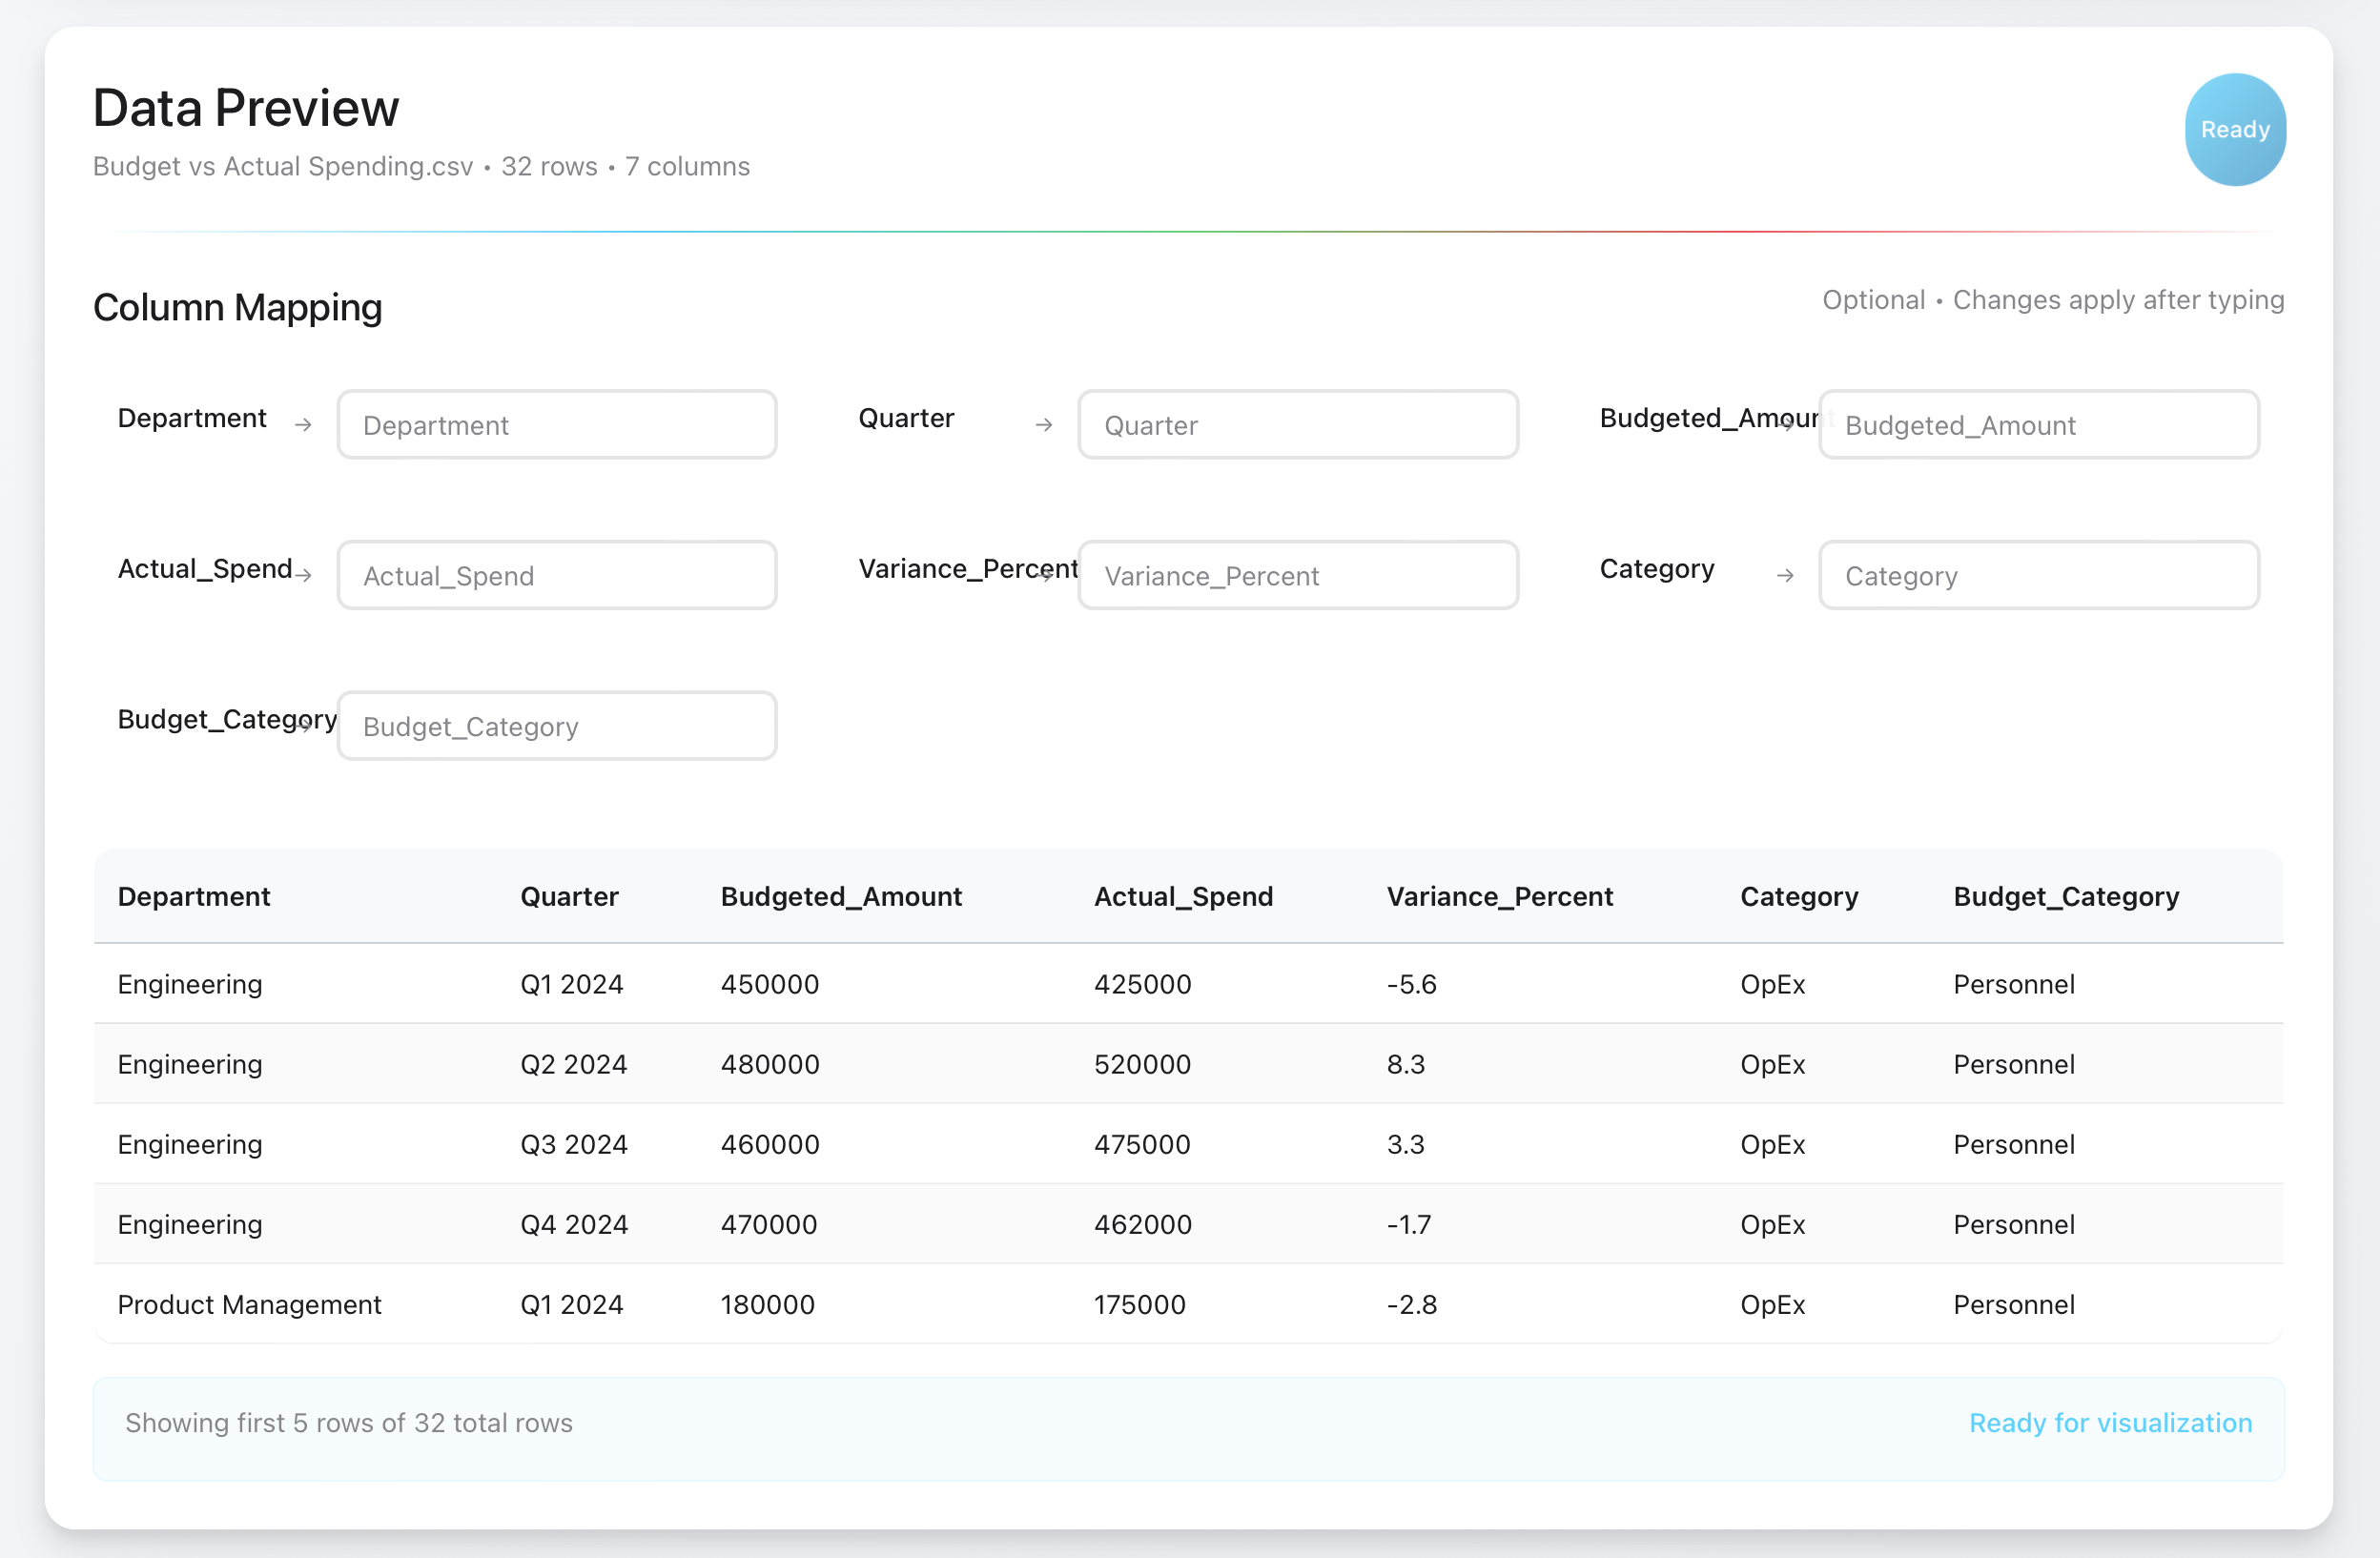 Data Preview
Ready
Budget vs Actual Spending.csv • 32 rows • 7 columns
Column Mapping
Optional • Changes apply after typing
Department → Department
Quarter → Quarter
Budgeted_Amount → Budgeted_Amount
Actual_Spend → Actual_Spend
Variance_Percent → Variance_Percent
Category → Category
Budget_Category → Budget_Category
Department Quarter Budgeted_Amount Actual_Spend Variance_Percent Category Budget_Category
Engineering Q1 2024 450000 425000 -5.6 OpEx Personnel
Engineering Q2 2024 480000 520000 8.3 OpEx Personnel
Engineering Q3 2024 460000 475000 3.3 OpEx Personnel
Engineering Q4 2024 470000 462000 -1.7 OpEx Personnel
Product Management Q1 2024 180000 175000 -2.8 OpEx Personnel
Showing first 5 rows of 32 total rows
Ready for visualization